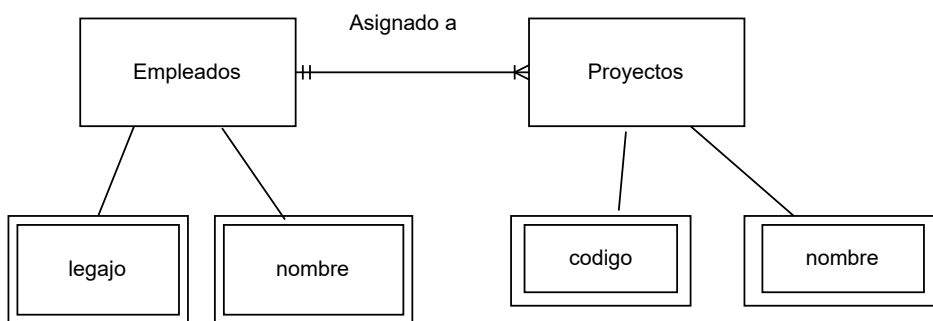 Asignado a
Empleados
Proyectos
legajo
nombre
codigo
nombre